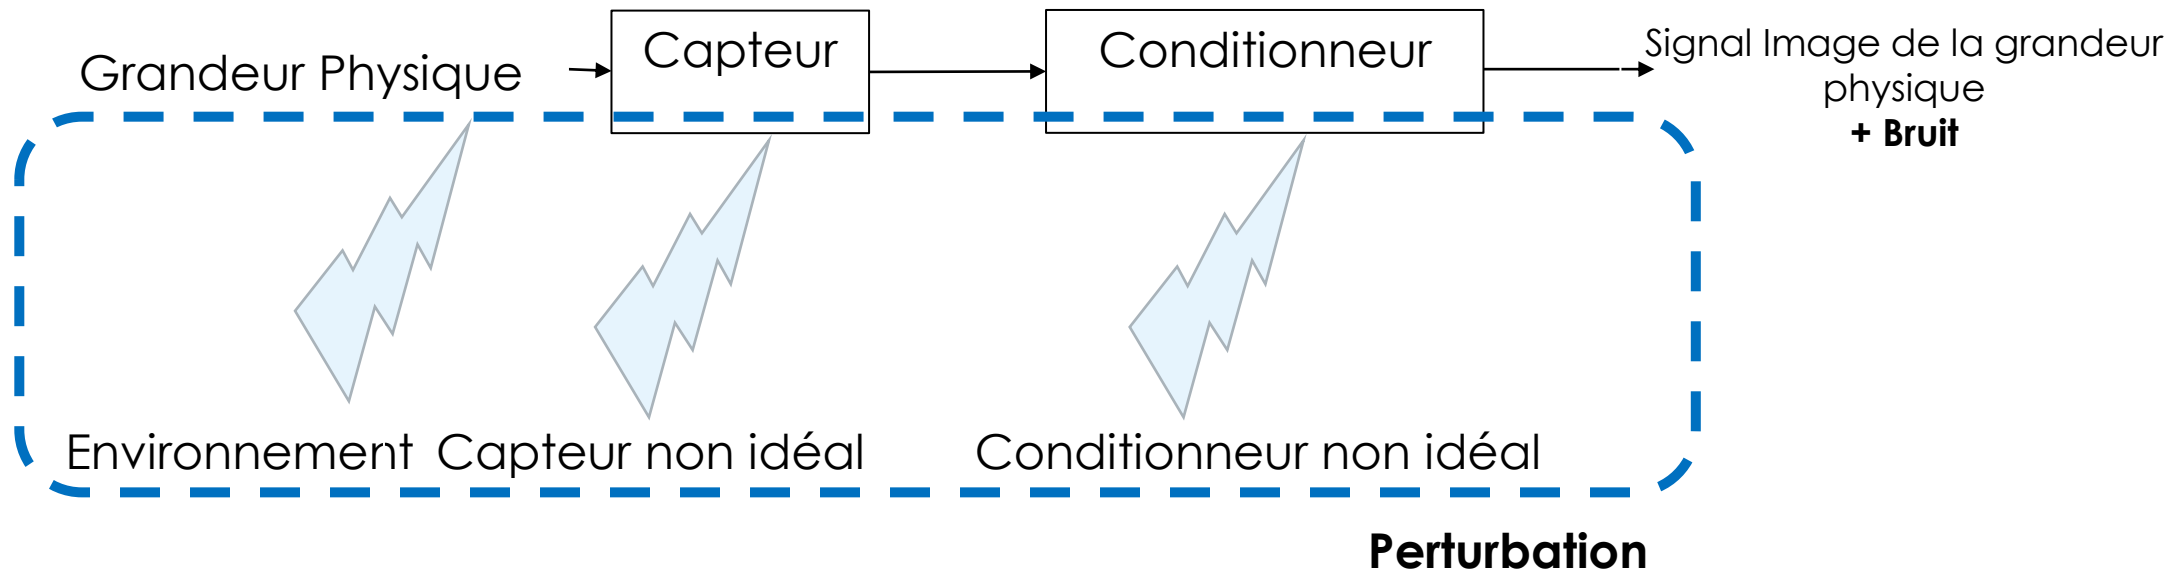 Grandeur Physique
Capteur
Conditionneur
Signal Image de la grandeur
physique
+ Bruit
Environnement
Capteur non idéal
Conditionneur non idéal
Perturbation